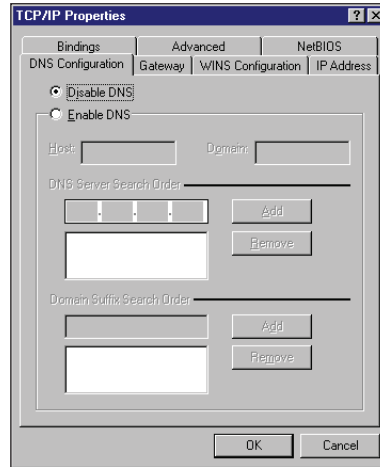 TCP/IP Properties
Bindings Advanced NetBIOS
DNS Configuration Gateway WINS Configuration IP Address
Disable DNS
Enable DNS
Host: Domain:
DNS Server Search Order
Add
Remove
Domain Suffix Search Order
Add
Remove
OK Cancel